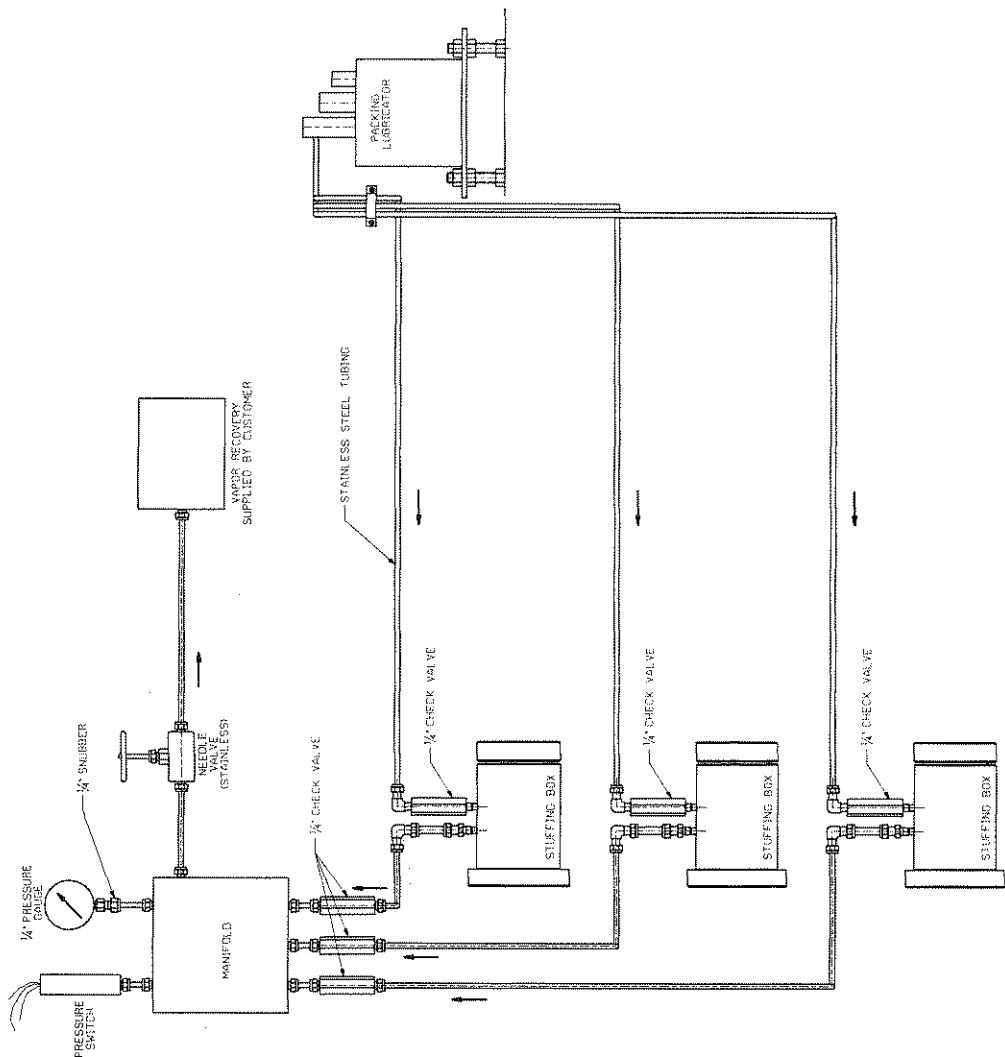 PACKING
LUBRICATOR
VAPOR RECOVERY
SUPPLIED BY CUSTOMER
STAINLESS STEEL TUBING
1/4" SNUBBER
NEEDLE
VALVE
(STAINLESS)
1/4" PRESSURE
GAUGE
PRESSURE
SWITCH
MANIFOLD
1/4" CHECK VALVE
1/4" CHECK VALVE
STUFFING BOX
1/4" CHECK VALVE
STUFFING BOX
1/4" CHECK VALVE
STUFFING BOX